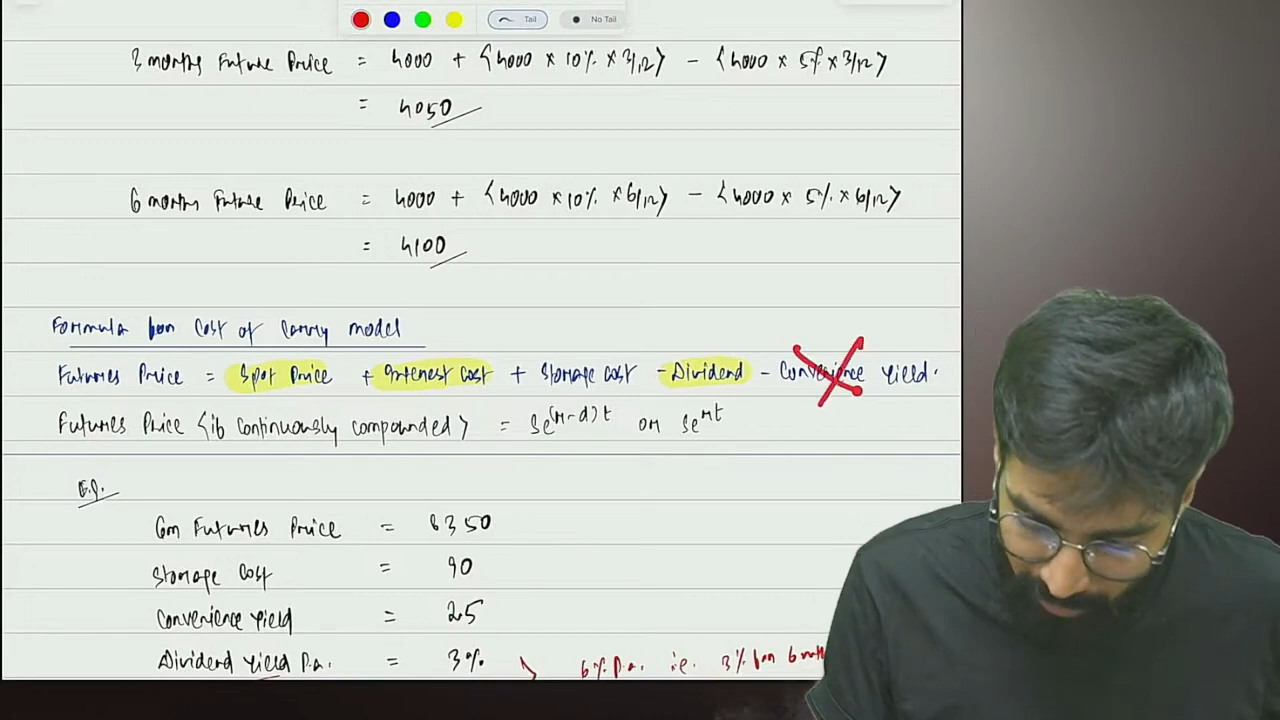 Tail No Tail
3 months Future Price = 4000 + {4000 × 10% × 3/12} - {4000 × 5% × 3/12}
= 4050
6 months Future Price = 4000 + {4000 × 10% × 6/12} - {4000 × 5% × 6/12}
= 4100
Formula for Cost of Carry model
Futures Price = Spot Price + Interest Cost + Storage Cost - Dividend - Convenience Yield.
Futures Price {if continuously compounded} = Se^(r-d)t or Se^rt
E.g.
6m Futures Price = 8350
Storage Cost = 90
Convenience Yield = 25
Dividend Yield P.a. = 3% 6% p.a. i.e. 3% for 6